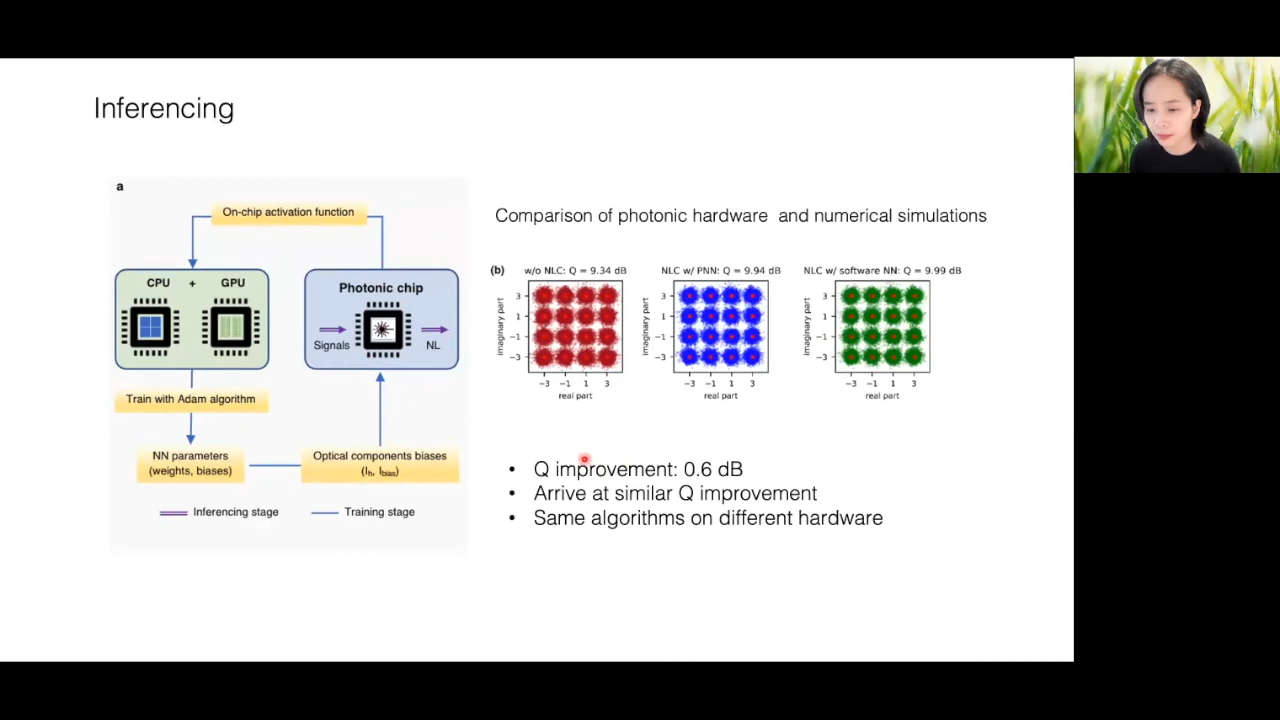 Inferencing
a
On-chip activation function
CPU + GPU
Photonic chip
Signals
NL
Train with Adam algorithm
NN parameters
(weights, biases)
Optical components biases
(Ih, Ibias)
Inferencing stage
Training stage
Comparison of photonic hardware and numerical simulations
(b)
w/o NLC: Q = 9.34 dB
imaginary part
3
1
−1
−3
−3 −1 1 3
real part
NLC w/ PNN: Q = 9.94 dB
imaginary part
3
1
−1
−3
−3 −1 1 3
real part
NLC w/ software NN: Q = 9.99 dB
imaginary part
3
1
−1
−3
−3 −1 1 3
real part
• Q improvement: 0.6 dB
• Arrive at similar Q improvement
• Same algorithms on different hardware